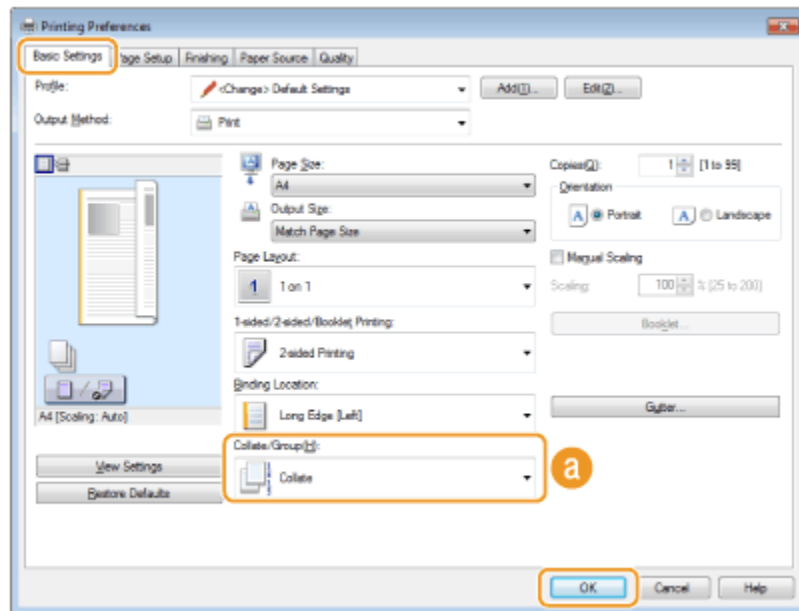 Printing Preferences
Basic Settings Page Setup Finishing Paper Source Quality
Profile: <Change> Default Settings Add(1)... Edit(2)...
Output Method: Print
Page Size:
A4
Output Size:
Match Page Size
Copies(Q): 1 [1 to 99]
Orientation
A Portrait A Landscape
Page Layout:
1 1 on 1
Manual Scaling
Scaling: 100 % [25 to 200]
1-sided/2-sided/Booklet Printing:
2-sided Printing
Booklet...
Binding Location:
Long Edge [Left]
Gutter...
A4 [Scaling: Auto]
Collate/Group(H):
Collate
a
View Settings
Restore Defaults
OK Cancel Help